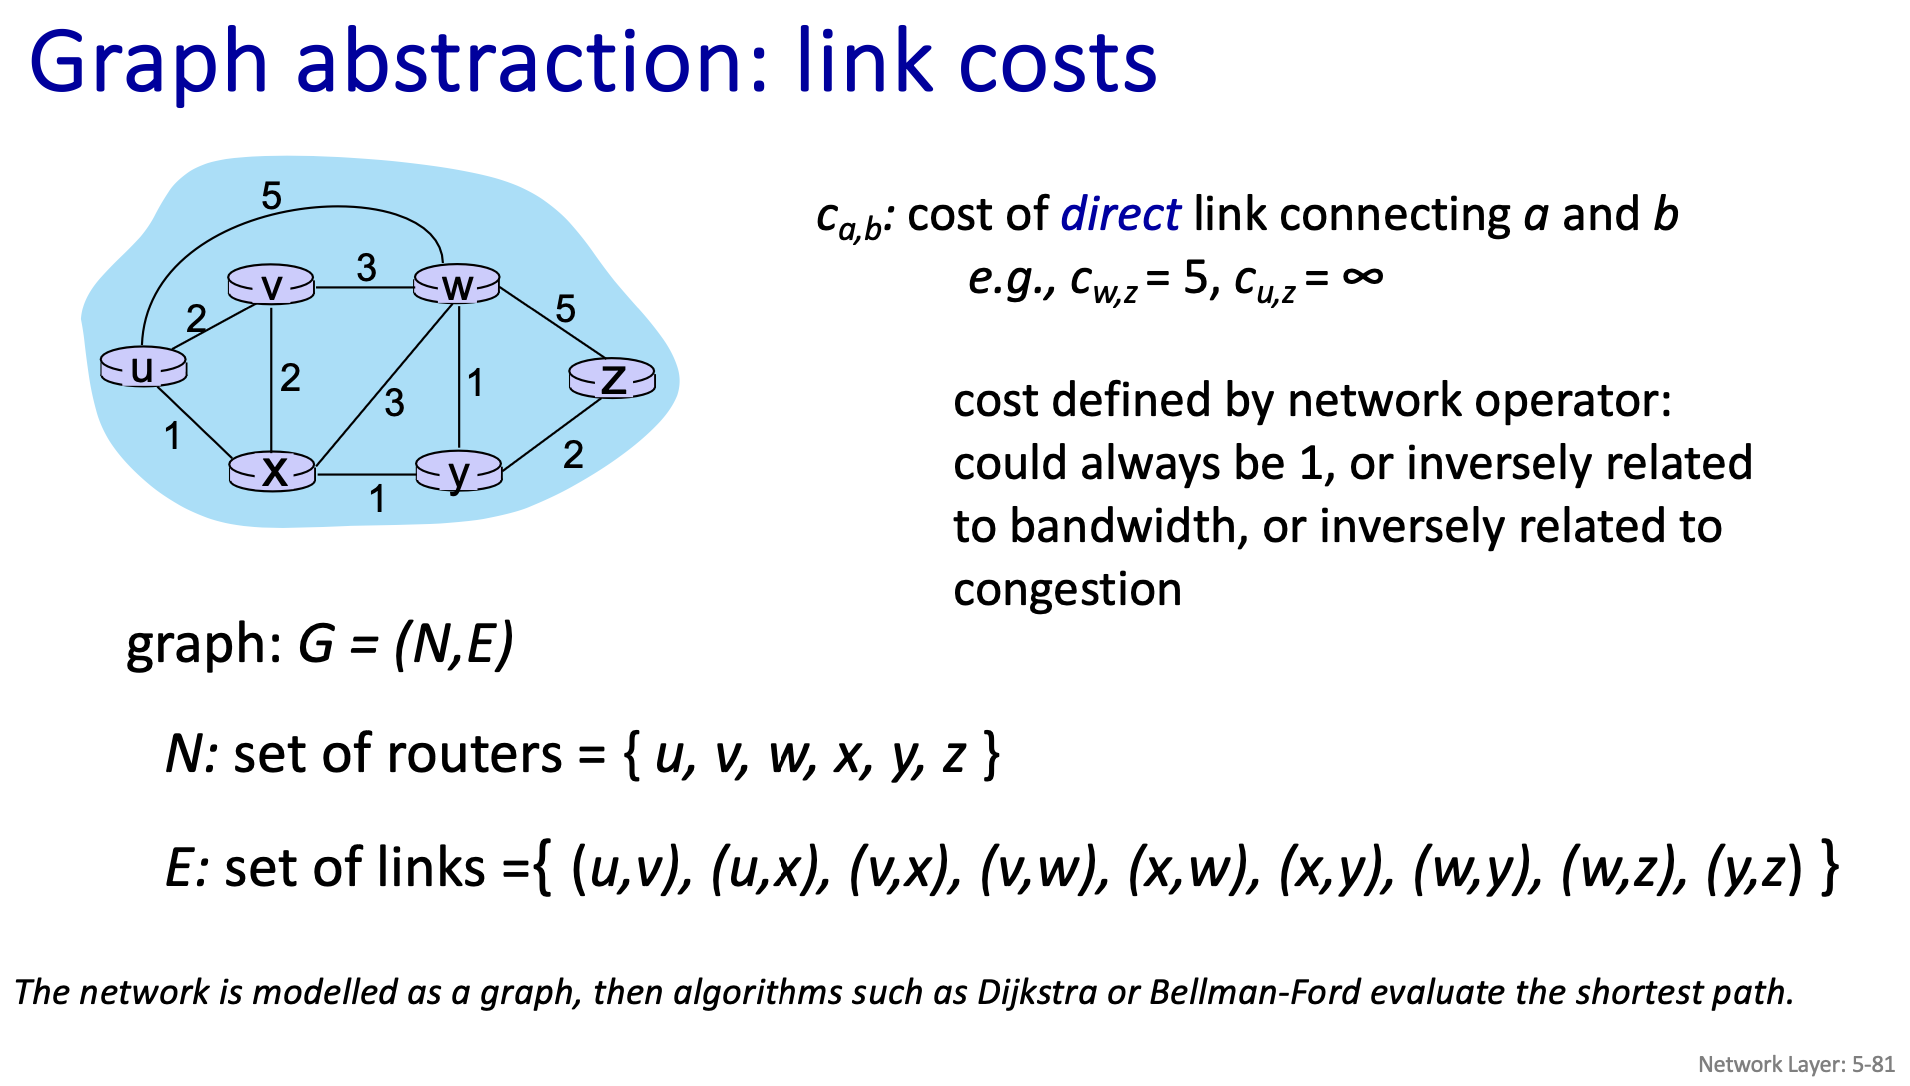 Graph abstraction: link costs
5
v
3
w
2
5
u
2
3
1
z
1
x
1
y
2
c_{a,b}: cost of direct link connecting a and b
e.g., c_{w,z} = 5, c_{u,z} = ∞
cost defined by network operator:
could always be 1, or inversely related
to bandwidth, or inversely related to
congestion
graph: G = (N,E)
N: set of routers = { u, v, w, x, y, z }
E: set of links ={ (u,v), (u,x), (v,x), (v,w), (x,w), (x,y), (w,y), (w,z), (y,z) }
The network is modelled as a graph, then algorithms such as Dijkstra or Bellman-Ford evaluate the shortest path.
Network Layer: 5-81